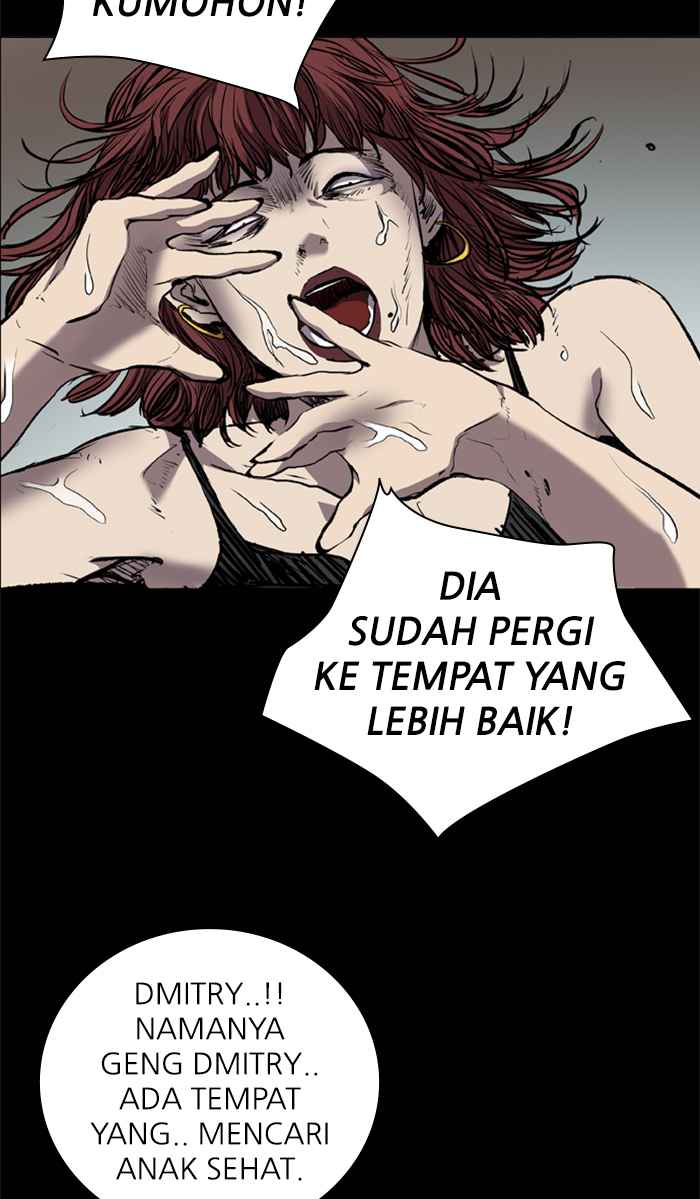 KUMOHON!
DIA
SUDAH PERGI
KE TEMPAT YANG
LEBIH BAIK!
DMITRY..!!
NAMANYA
GENG DMITRY..
ADA TEMPAT
YANG.. MENCARI
ANAK SEHAT.